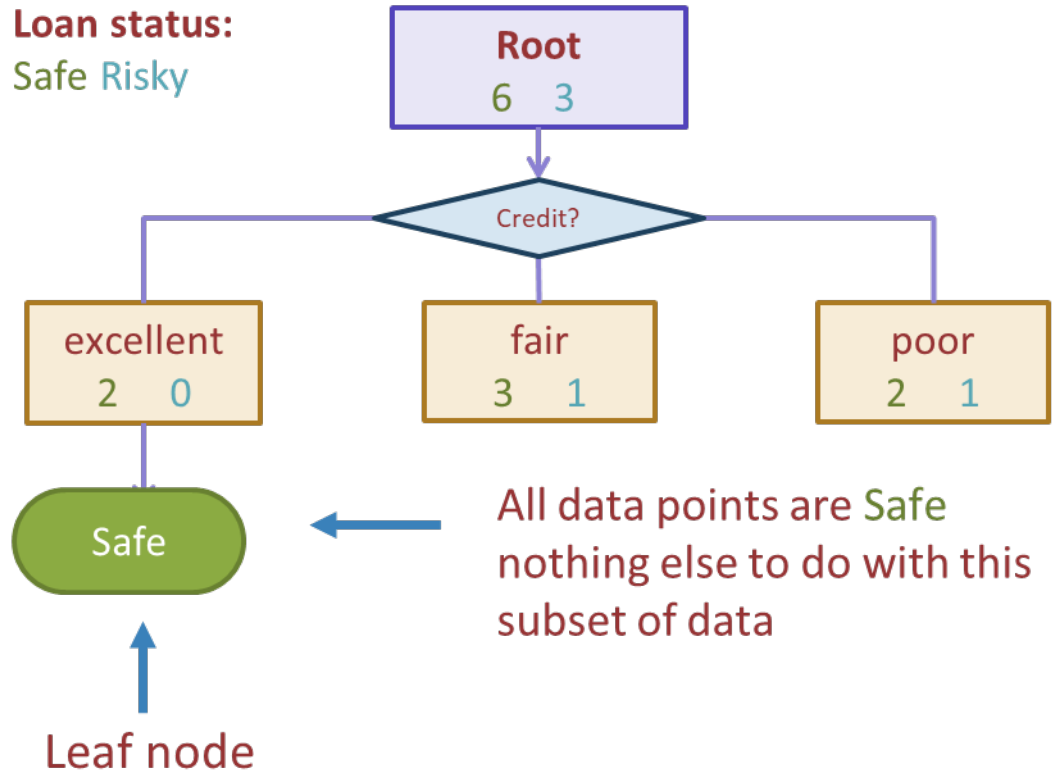 Loan status:
Safe Risky
Root
6 3
Credit?
excellent
2 0
fair
3 1
poor
2 1
Safe
All data points are Safe
nothing else to do with this
subset of data
Leaf node